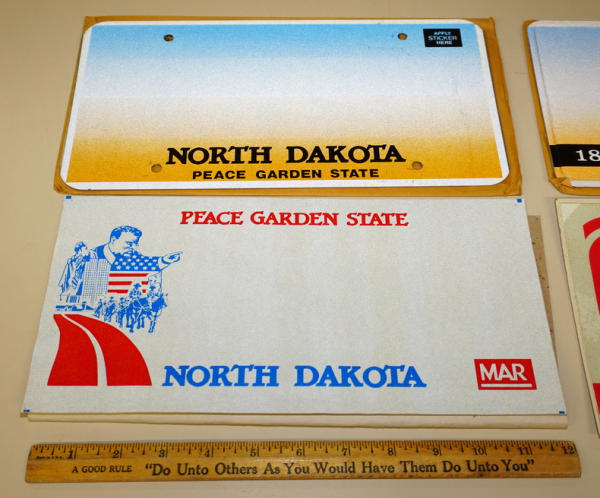 APPLY
STICKER
HERE
NORTH DAKOTA
PEACE GARDEN STATE
18
PEACE GARDEN STATE
NORTH DAKOTA
MAR
1 2 3 4 5 6 7 8 9 10 11 12
A GOOD RULE "Do Unto Others As You Would Have Them Do Unto You"